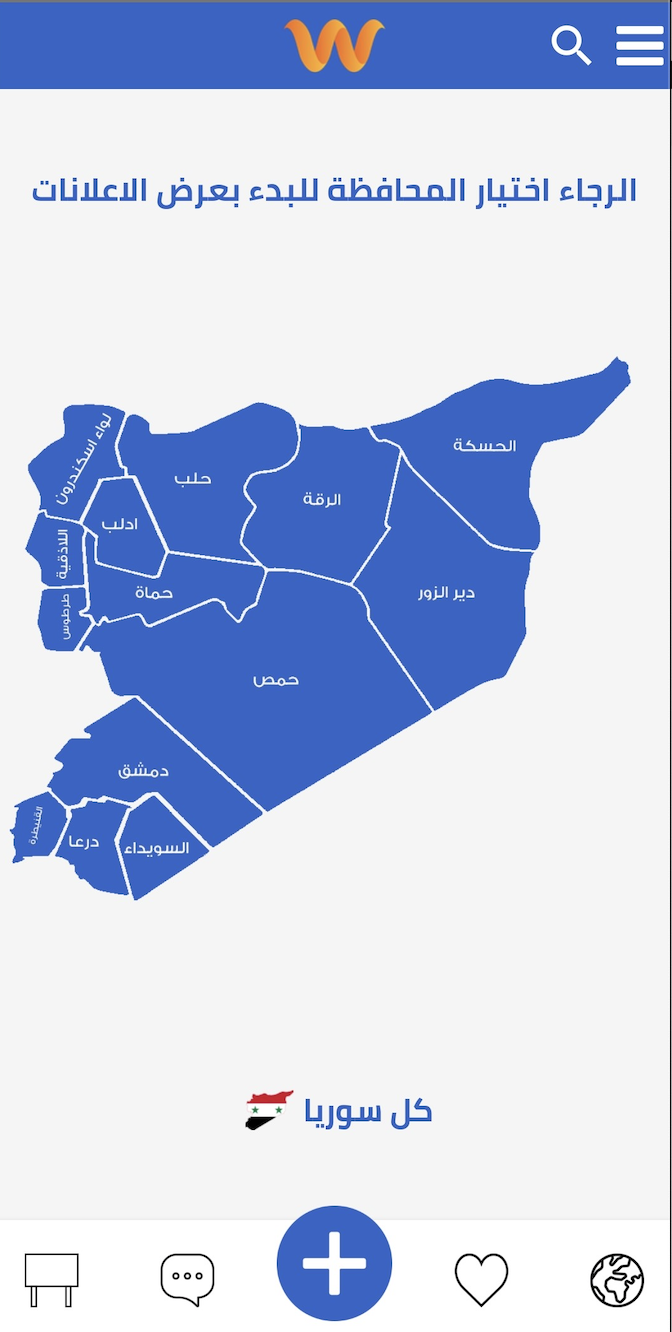 W
الرجاء اختيار المحافظة للبدء بعرض الاعلانات
الحسكة
لواء اسكندرون
حلب
الرقة
ادلب
اللاذقية
دير الزور
حماة
طرطوس
حمص
دمشق
القنيطرة
درعا
السويداء
كل سوريا